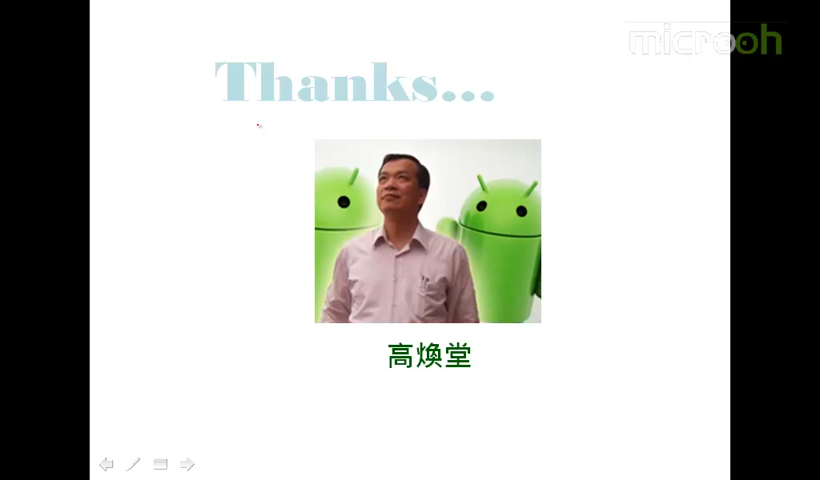 microoh
Thanks...
高煥堂